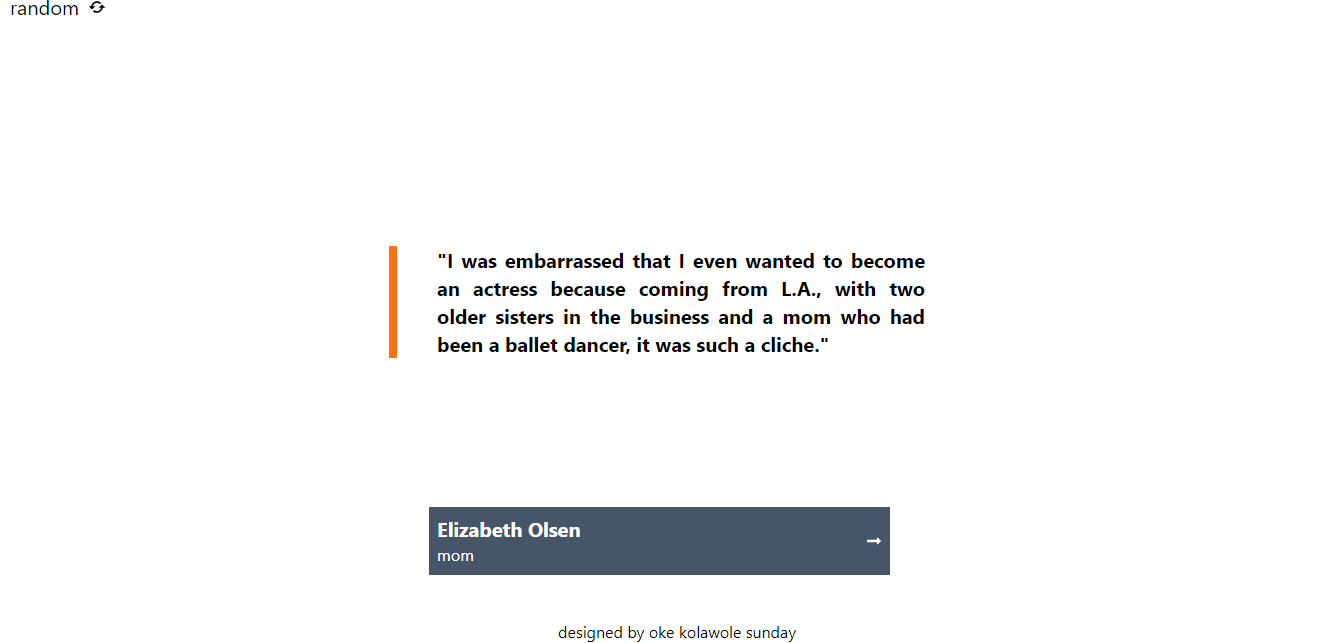 random
"I was embarrassed that I even wanted to become
an actress because coming from L.A., with two
older sisters in the business and a mom who had
been a ballet dancer, it was such a cliche."
Elizabeth Olsen
mom
designed by oke kolawole sunday